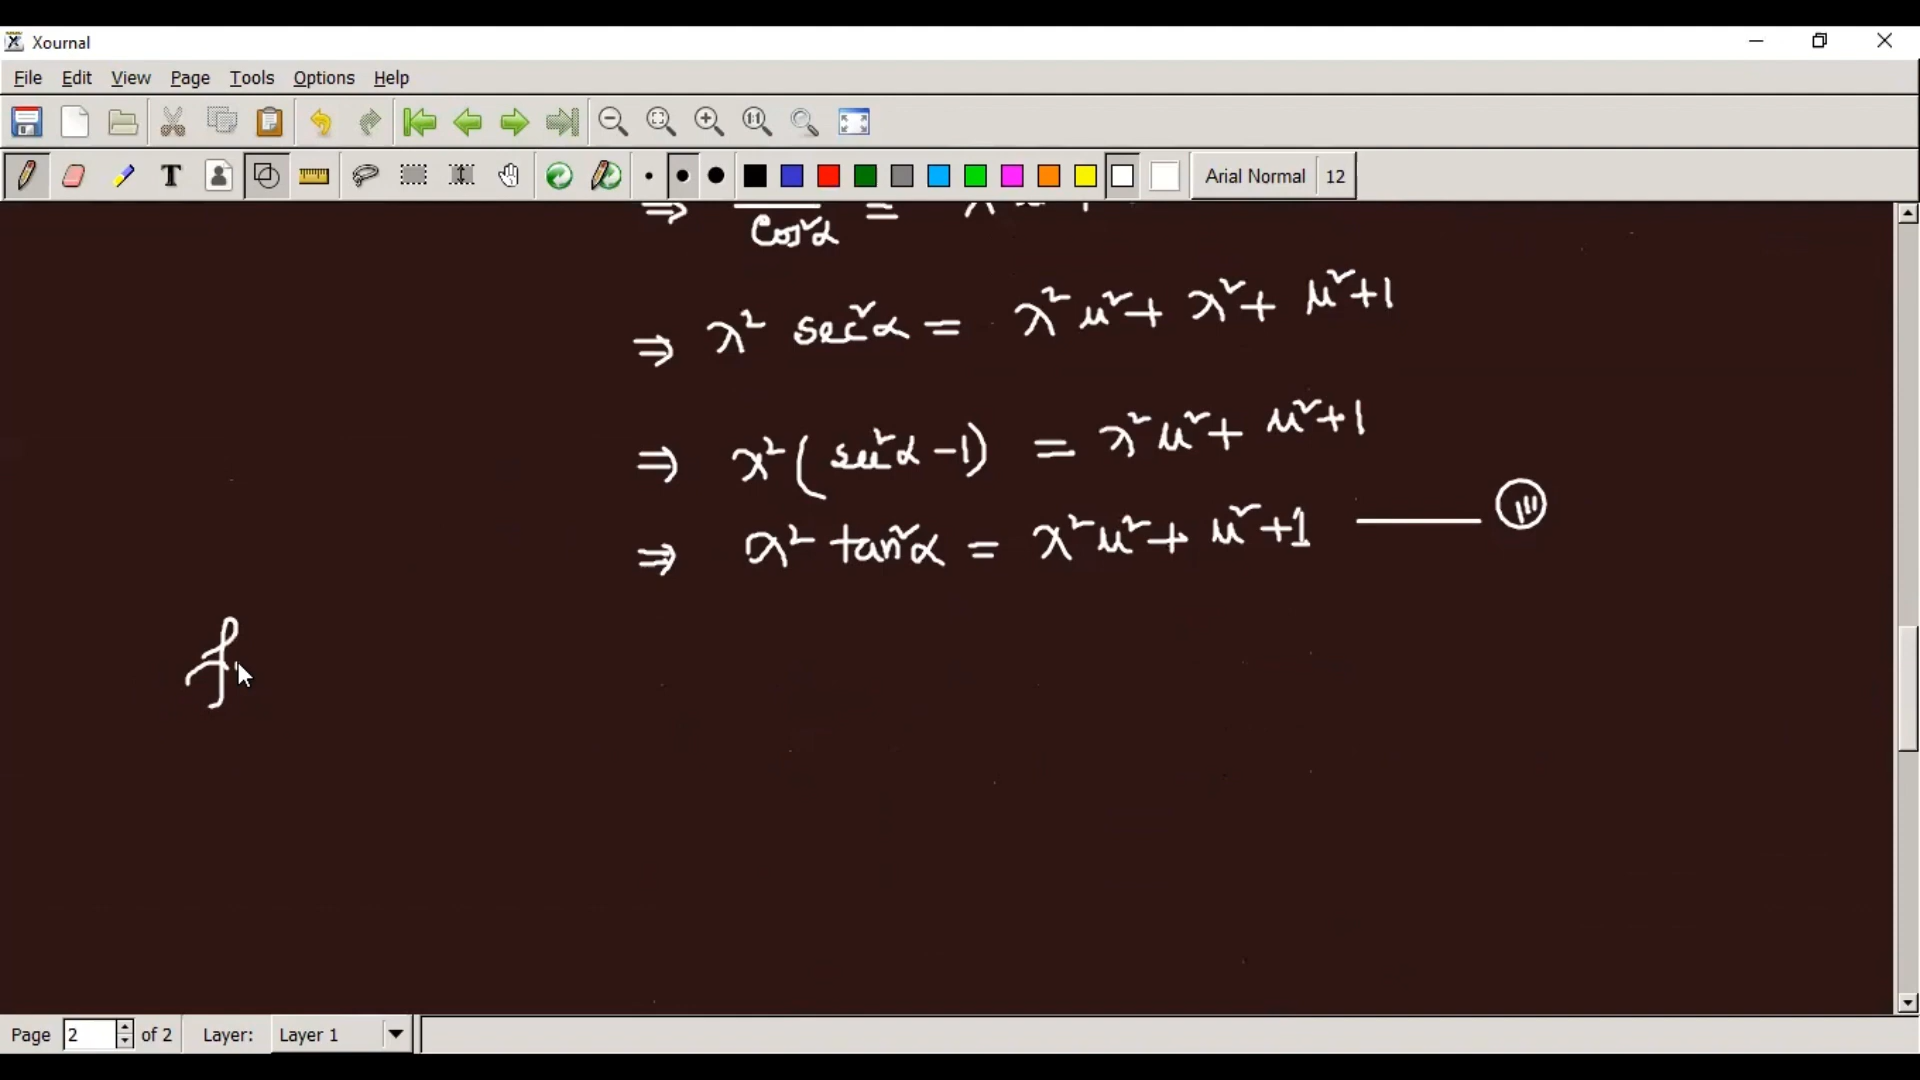 Xournal
File Edit View Page Tools Options Help
Arial Normal 12
⇒ Cos²α =
⇒ λ² sec²α = λ²μ² + λ² + μ² + 1
⇒ λ² (sec²α - 1) = λ²μ² + μ² + 1
⇒ λ² tan²α = λ²μ² + μ² + 1 —— III
f
Page 2 of 2 Layer: Layer 1